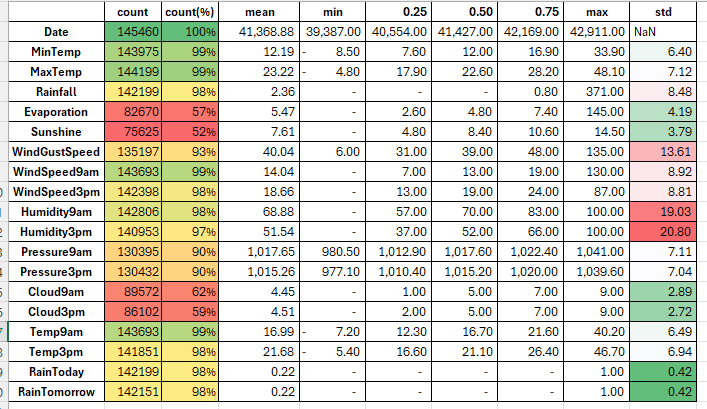 count count(%) mean min 0.25 0.50 0.75 max std
Date 145460 100% 41,368.88 39,387.00 40,554.00 41,427.00 42,169.00 42,911.00 NaN
MinTemp 143975 99% 12.19 - 8.50 7.60 12.00 16.90 33.90 6.40
MaxTemp 144199 99% 23.22 - 4.80 17.90 22.60 28.20 48.10 7.12
Rainfall 142199 98% 2.36 - - - 0.80 371.00 8.48
Evaporation 82670 57% 5.47 - 2.60 4.80 7.40 145.00 4.19
Sunshine 75625 52% 7.61 - 4.80 8.40 10.60 14.50 3.79
WindGustSpeed 135197 93% 40.04 6.00 31.00 39.00 48.00 135.00 13.61
WindSpeed9am 143693 99% 14.04 - 7.00 13.00 19.00 130.00 8.92
WindSpeed3pm 142398 98% 18.66 - 13.00 19.00 24.00 87.00 8.81
Humidity9am 142806 98% 68.88 - 57.00 70.00 83.00 100.00 19.03
Humidity3pm 140953 97% 51.54 - 37.00 52.00 66.00 100.00 20.80
Pressure9am 130395 90% 1,017.65 980.50 1,012.90 1,017.60 1,022.40 1,041.00 7.11
Pressure3pm 130432 90% 1,015.26 977.10 1,010.40 1,015.20 1,020.00 1,039.60 7.04
Cloud9am 89572 62% 4.45 - 1.00 5.00 7.00 9.00 2.89
Cloud3pm 86102 59% 4.51 - 2.00 5.00 7.00 9.00 2.72
Temp9am 143693 99% 16.99 - 7.20 12.30 16.70 21.60 40.20 6.49
Temp3pm 141851 98% 21.68 - 5.40 16.60 21.10 26.40 46.70 6.94
RainToday 142199 98% 0.22 - - - - 1.00 0.42
RainTomorrow 142151 98% 0.22 - - - - 1.00 0.42